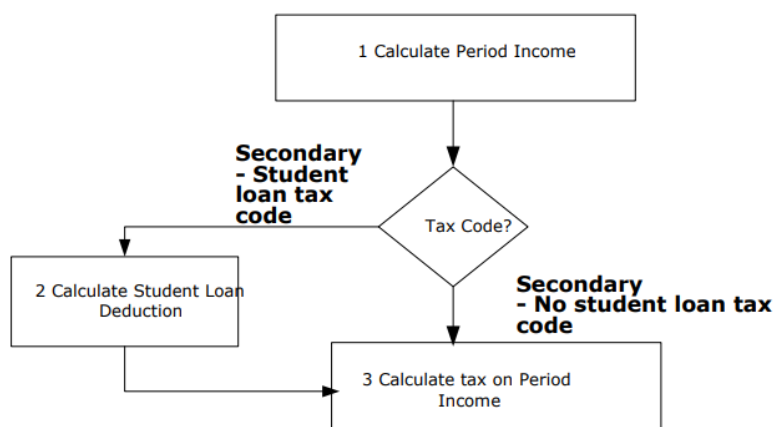 1 Calculate Period Income
Secondary
- Student
loan tax
code
Tax Code?
2 Calculate Student Loan
Deduction
Secondary
- No student loan tax
code
3 Calculate tax on Period
Income